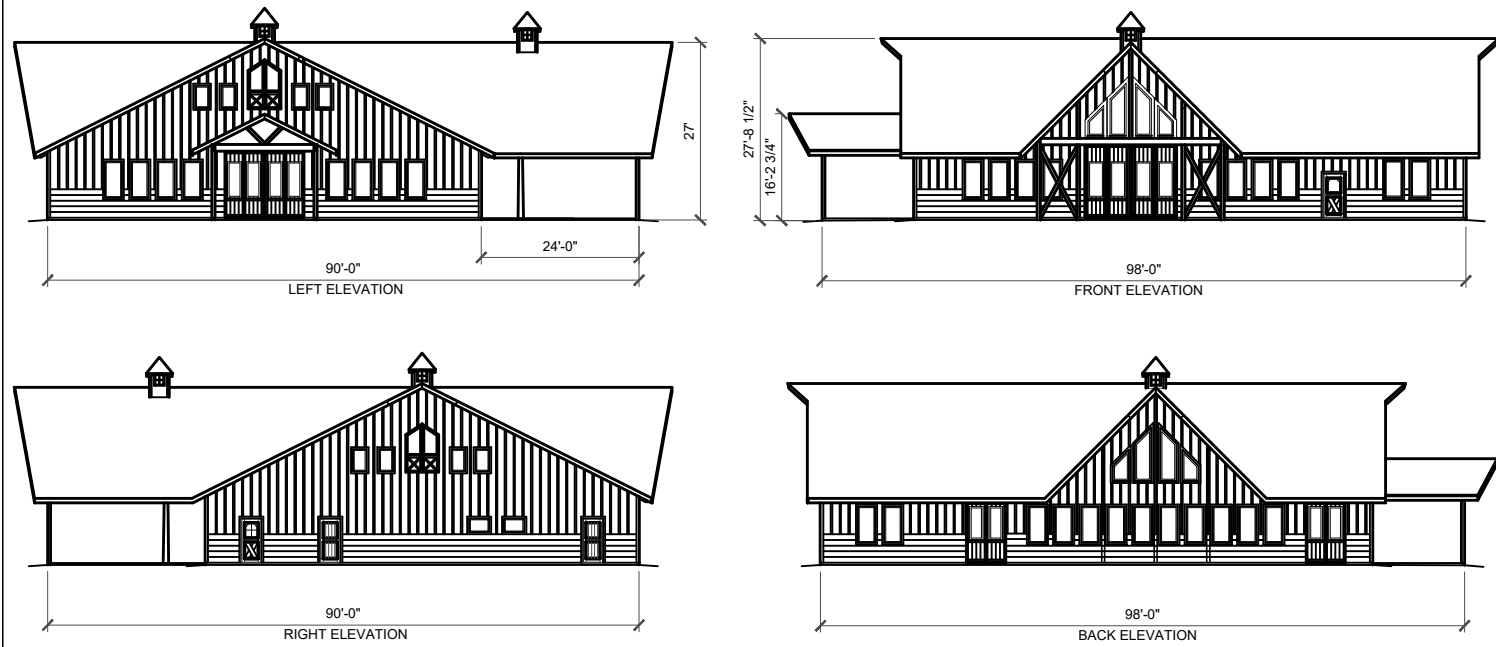 27'
24'-0"
90'-0"
LEFT ELEVATION
27'-8 1/2"
16'-2 3/4"
98'-0"
FRONT ELEVATION
90'-0"
RIGHT ELEVATION
98'-0"
BACK ELEVATION